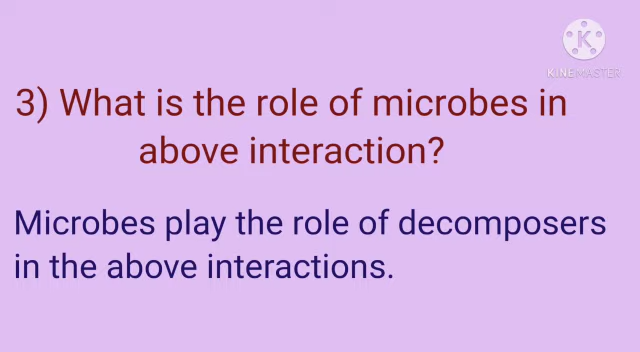 K
KINEMASTER
3) What is the role of microbes in
above interaction?
Microbes play the role of decomposers
in the above interactions.